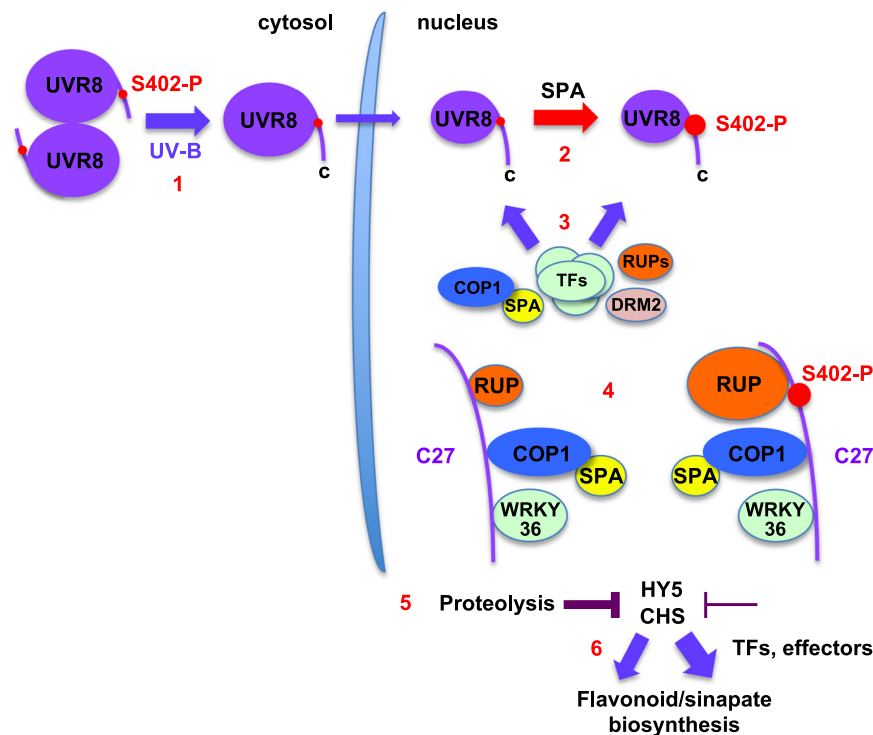 cytosol
nucleus
UVR8
S402-P
UVR8
UV-B
1
UVR8
c
UVR8
c
SPA
2
UVR8
S402-P
c
3
COP1
SPA
TFs
RUPs
DRM2
RUP
4
C27
COP1
SPA
WRKY
36
RUP
S402-P
COP1
SPA
C27
WRKY
36
5
Proteolysis
HY5
CHS
6
TFs, effectors
Flavonoid/sinapate
biosynthesis